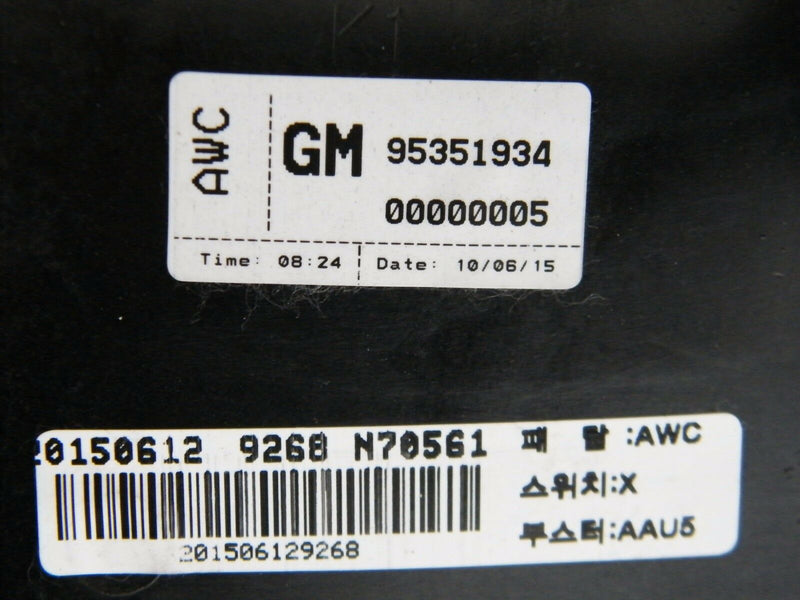 AWC
GM 95351934
00000005
Time: 08:24 Date: 10/06/15
20150612 9268 N70561
201506129268
패 달 :AWC
스위치:X
부스터:AAU5